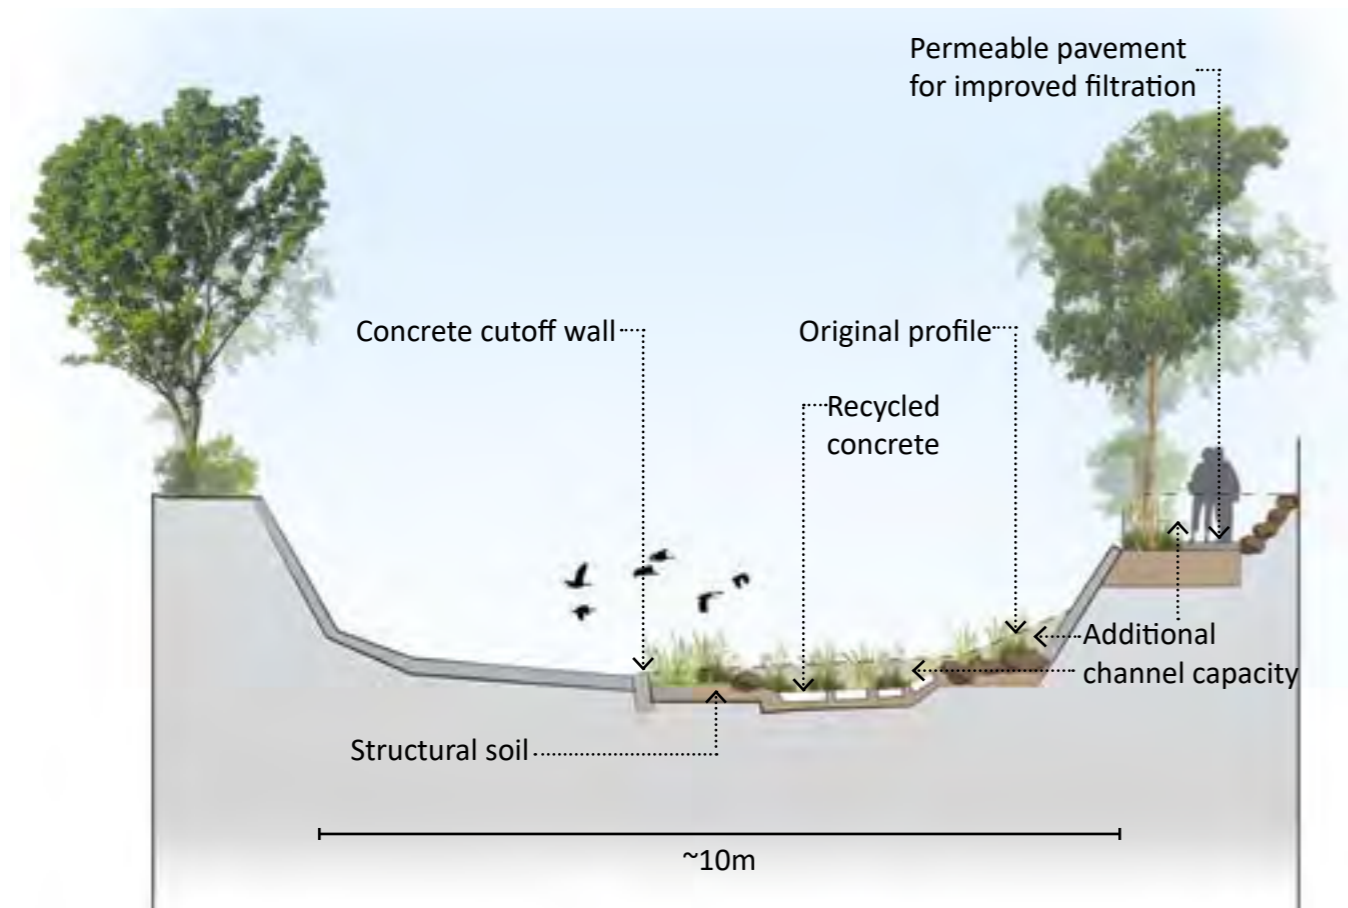 Permeable pavement
for improved filtration
Concrete cutoff wall
Original profile
Recycled
concrete
Additional
channel capacity
Structural soil
~10m